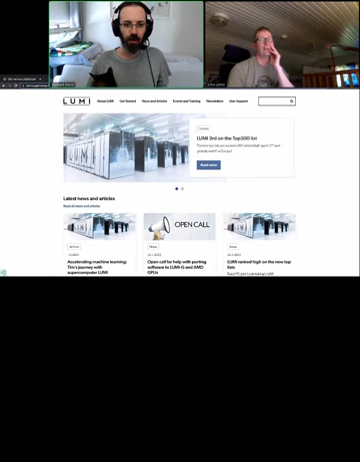 LUMI
About LUMI
Get Started
News and Articles
Events and Training
Newsletters
User Support
LUMI 3rd on the Top500 list
Read more
Latest news and articles
Read all news and articles
OPEN CALL
Articles
Accelerating machine learning:
Tim's journey with
supercomputer LUMI
News
Open call for help with porting
software to LUMI-G and AMD
GPUs
News
LUMI ranked high on the new top
lists